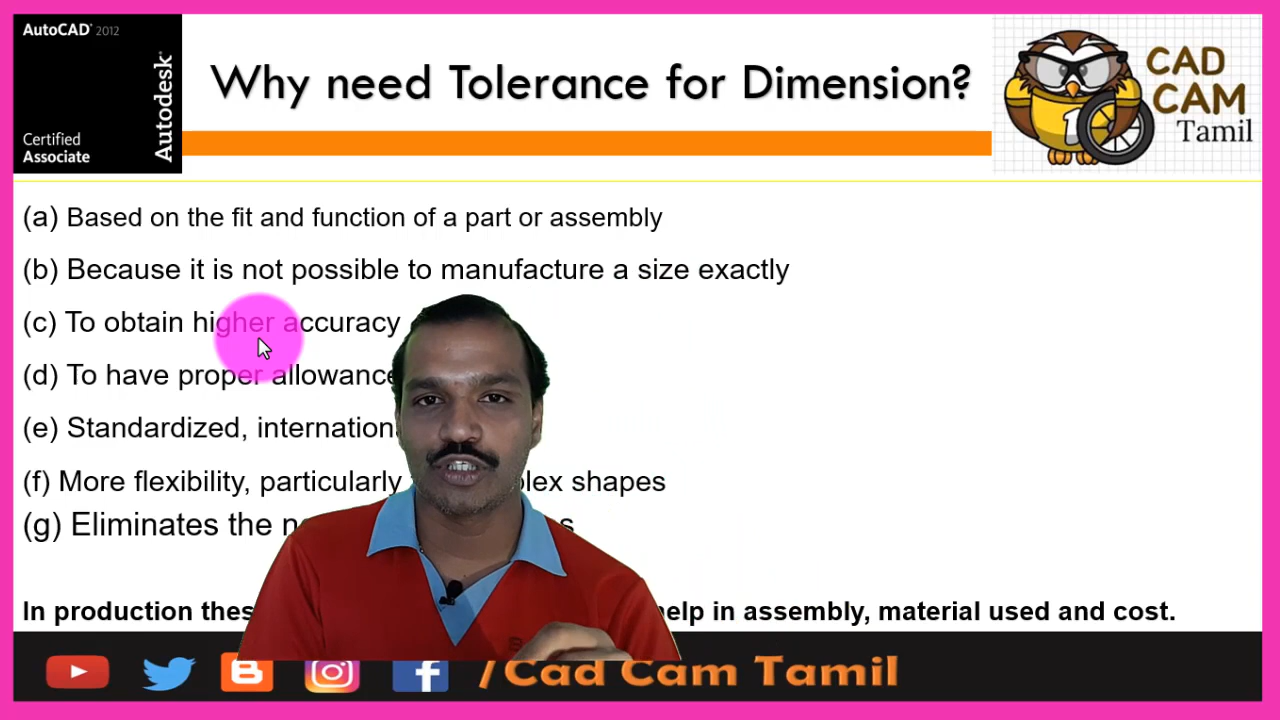 AutoCAD® 2012
Autodesk®
Certified
Associate
Why need Tolerance for Dimension?
CAD
CAM
Tamil
1
(a) Based on the fit and function of a part or assembly
(b) Because it is not possible to manufacture a size exactly
(c) To obtain higher accuracy
(d) To have proper allowance
(e) Standardized,
(f) More flexibility, particularly shapes
(g) Eliminates the
In production help in assembly, material used and cost.
/Cad Cam Tamil